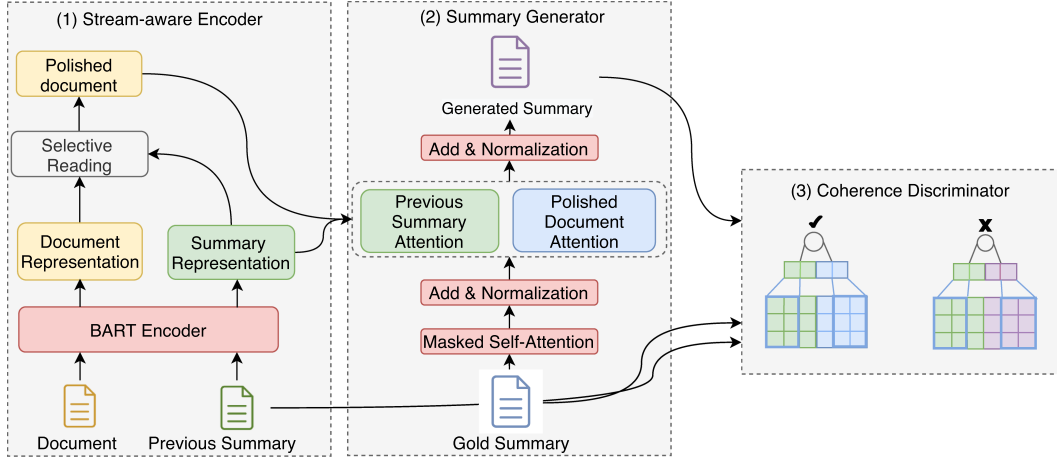 (1) Stream-aware Encoder
Polished
document
Selective
Reading
Document
Representation
Summary
Representation
BART Encoder
Document
Previous Summary
(2) Summary Generator
Generated Summary
Add & Normalization
Previous
Summary
Attention
Polished
Document
Attention
Add & Normalization
Masked Self-Attention
Gold Summary
(3) Coherence Discriminator